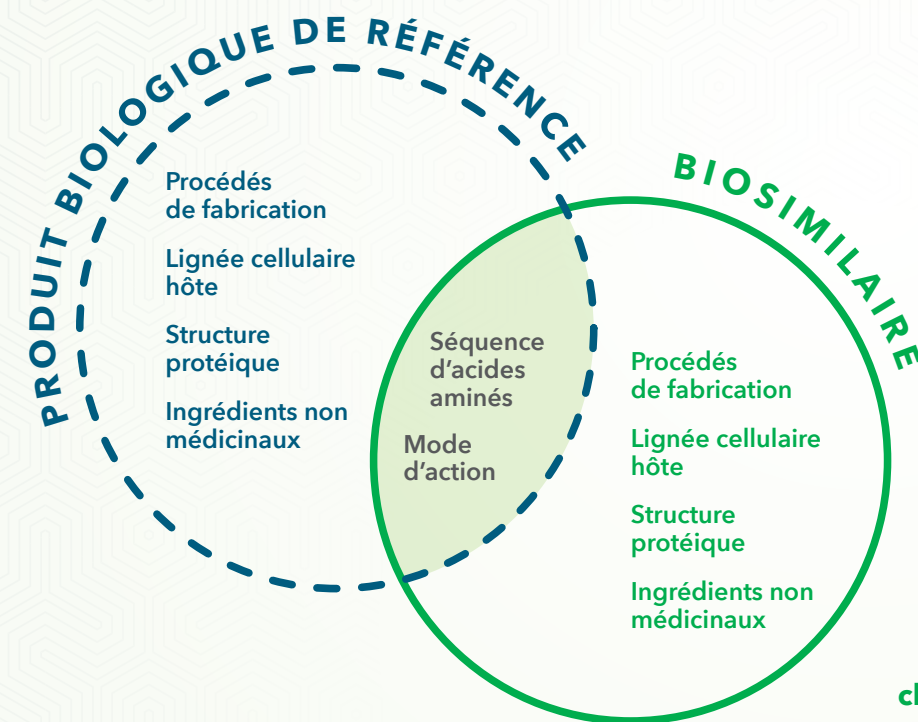 PRODUIT BIOLOGIQUE DE RÉFÉRENCE
Procédés
de fabrication
Lignée cellulaire
hôte
Structure
protéique
Ingrédients non
médicinaux
Séquence
d'acides
aminés
Mode
d'action
BIOSIMILAIRE
Procédés
de fabrication
Lignée cellulaire
hôte
Structure
protéique
Ingrédients non
médicinaux